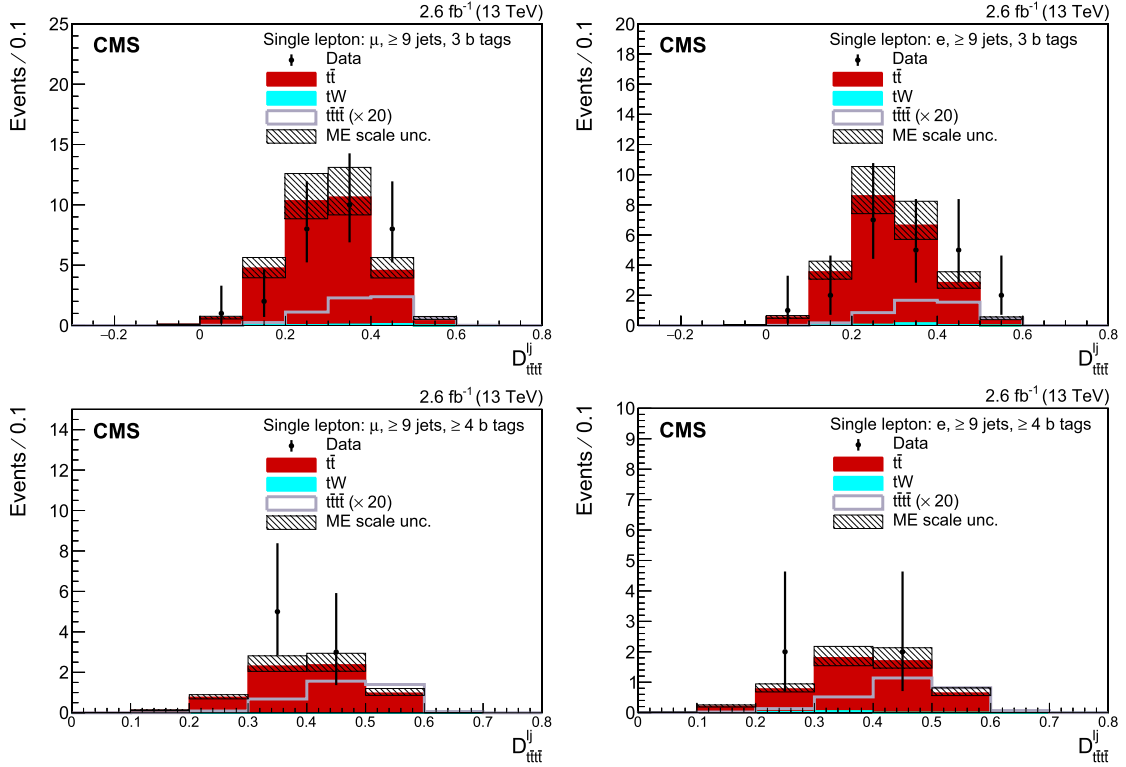 2.6 fb⁻¹ (13 TeV)
Events / 0.1
25
20
15
10
5
0
CMS
Single lepton: μ, ≥ 9 jets, 3 b tags
Data
tt̄
tW
tt̄tt̄ (× 20)
ME scale unc.
−0.2 0 0.2 0.4 0.6 0.8
D^{lj}_{tt̄tt̄}
2.6 fb⁻¹ (13 TeV)
Events / 0.1
20
18
16
14
12
10
8
6
4
2
0
CMS
Single lepton: e, ≥ 9 jets, 3 b tags
Data
tt̄
tW
tt̄tt̄ (× 20)
ME scale unc.
−0.2 0 0.2 0.4 0.6 0.8
D^{lj}_{tt̄tt̄}
2.6 fb⁻¹ (13 TeV)
Events / 0.1
14
12
10
8
6
4
2
0
CMS
Single lepton: μ, ≥ 9 jets, ≥ 4 b tags
Data
tt̄
tW
tt̄tt̄ (× 20)
ME scale unc.
0 0.1 0.2 0.3 0.4 0.5 0.6 0.7 0.8
D^{lj}_{tt̄tt̄}
2.6 fb⁻¹ (13 TeV)
Events / 0.1
10
9
8
7
6
5
4
3
2
1
0
CMS
Single lepton: e, ≥ 9 jets, ≥ 4 b tags
Data
tt̄
tW
tt̄tt̄ (× 20)
ME scale unc.
0 0.1 0.2 0.3 0.4 0.5 0.6 0.7 0.8
D^{lj}_{tt̄tt̄}